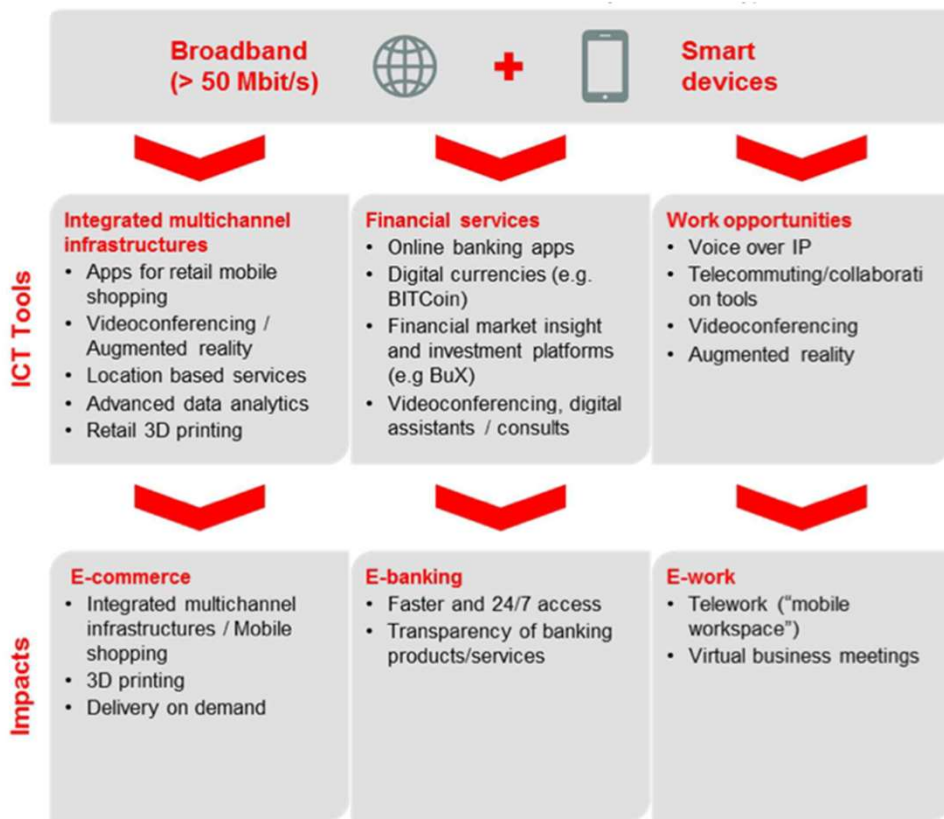 Broadband
(> 50 Mbit/s)
Smart
devices
ICT Tools
Integrated multichannel
infrastructures
• Apps for retail mobile
shopping
• Videoconferencing /
Augmented reality
• Location based services
• Advanced data analytics
• Retail 3D printing
Financial services
• Online banking apps
• Digital currencies (e.g.
BITCoin)
• Financial market insight
and investment platforms
(e.g BuX)
• Videoconferencing, digital
assistants / consults
Work opportunities
• Voice over IP
• Telecommuting/collaborati
on tools
• Videoconferencing
• Augmented reality
Impacts
E-commerce
• Integrated multichannel
infrastructures / Mobile
shopping
• 3D printing
• Delivery on demand
E-banking
• Faster and 24/7 access
• Transparency of banking
products/services
E-work
• Telework (“mobile
workspace”)
• Virtual business meetings